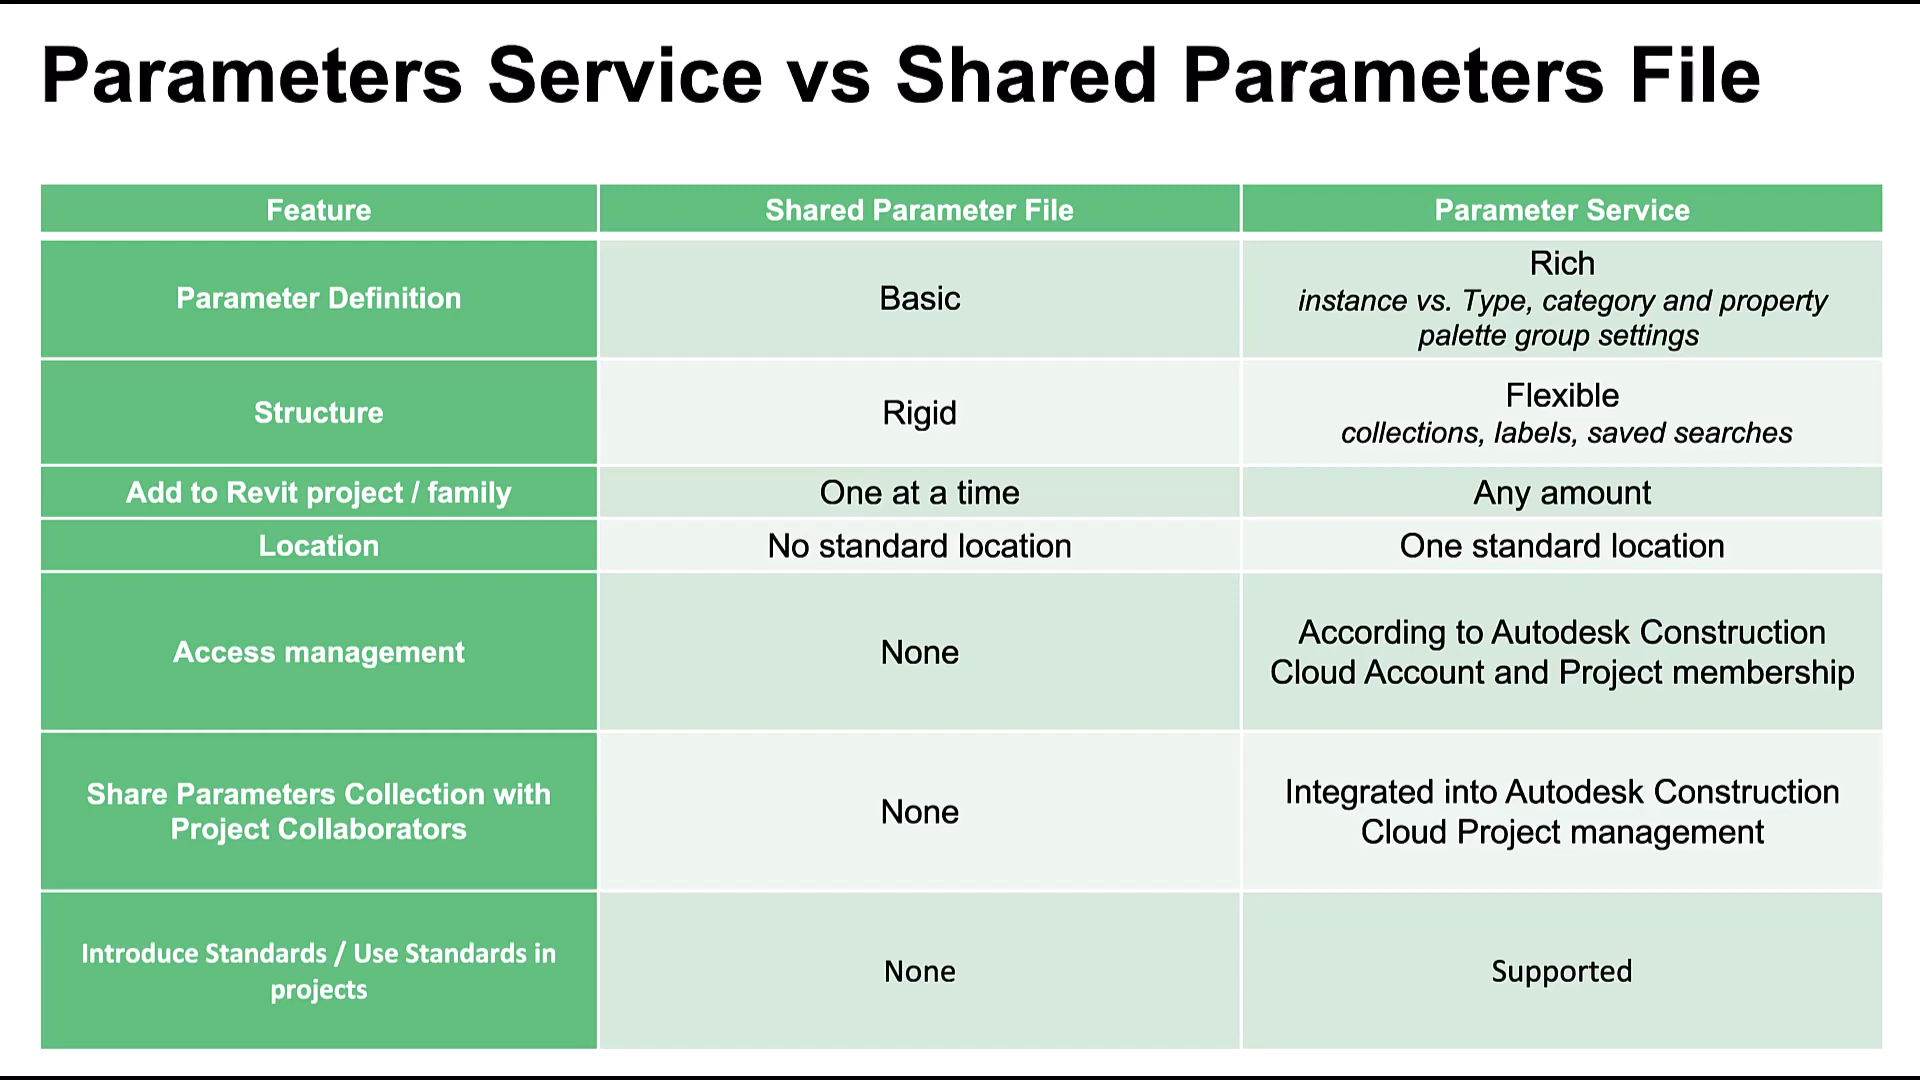 Parameters Service vs Shared Parameters File
Feature
Shared Parameter File
Parameter Service
Parameter Definition
Basic
Rich
instance vs. Type, category and property
palette group settings
Structure
Rigid
Flexible
collections, labels, saved searches
Add to Revit project / family
One at a time
Any amount
Location
No standard location
One standard location
Access management
None
According to Autodesk Construction
Cloud Account and Project membership
Share Parameters Collection with
Project Collaborators
None
Integrated into Autodesk Construction
Cloud Project management
Introduce Standards / Use Standards in
projects
None
Supported